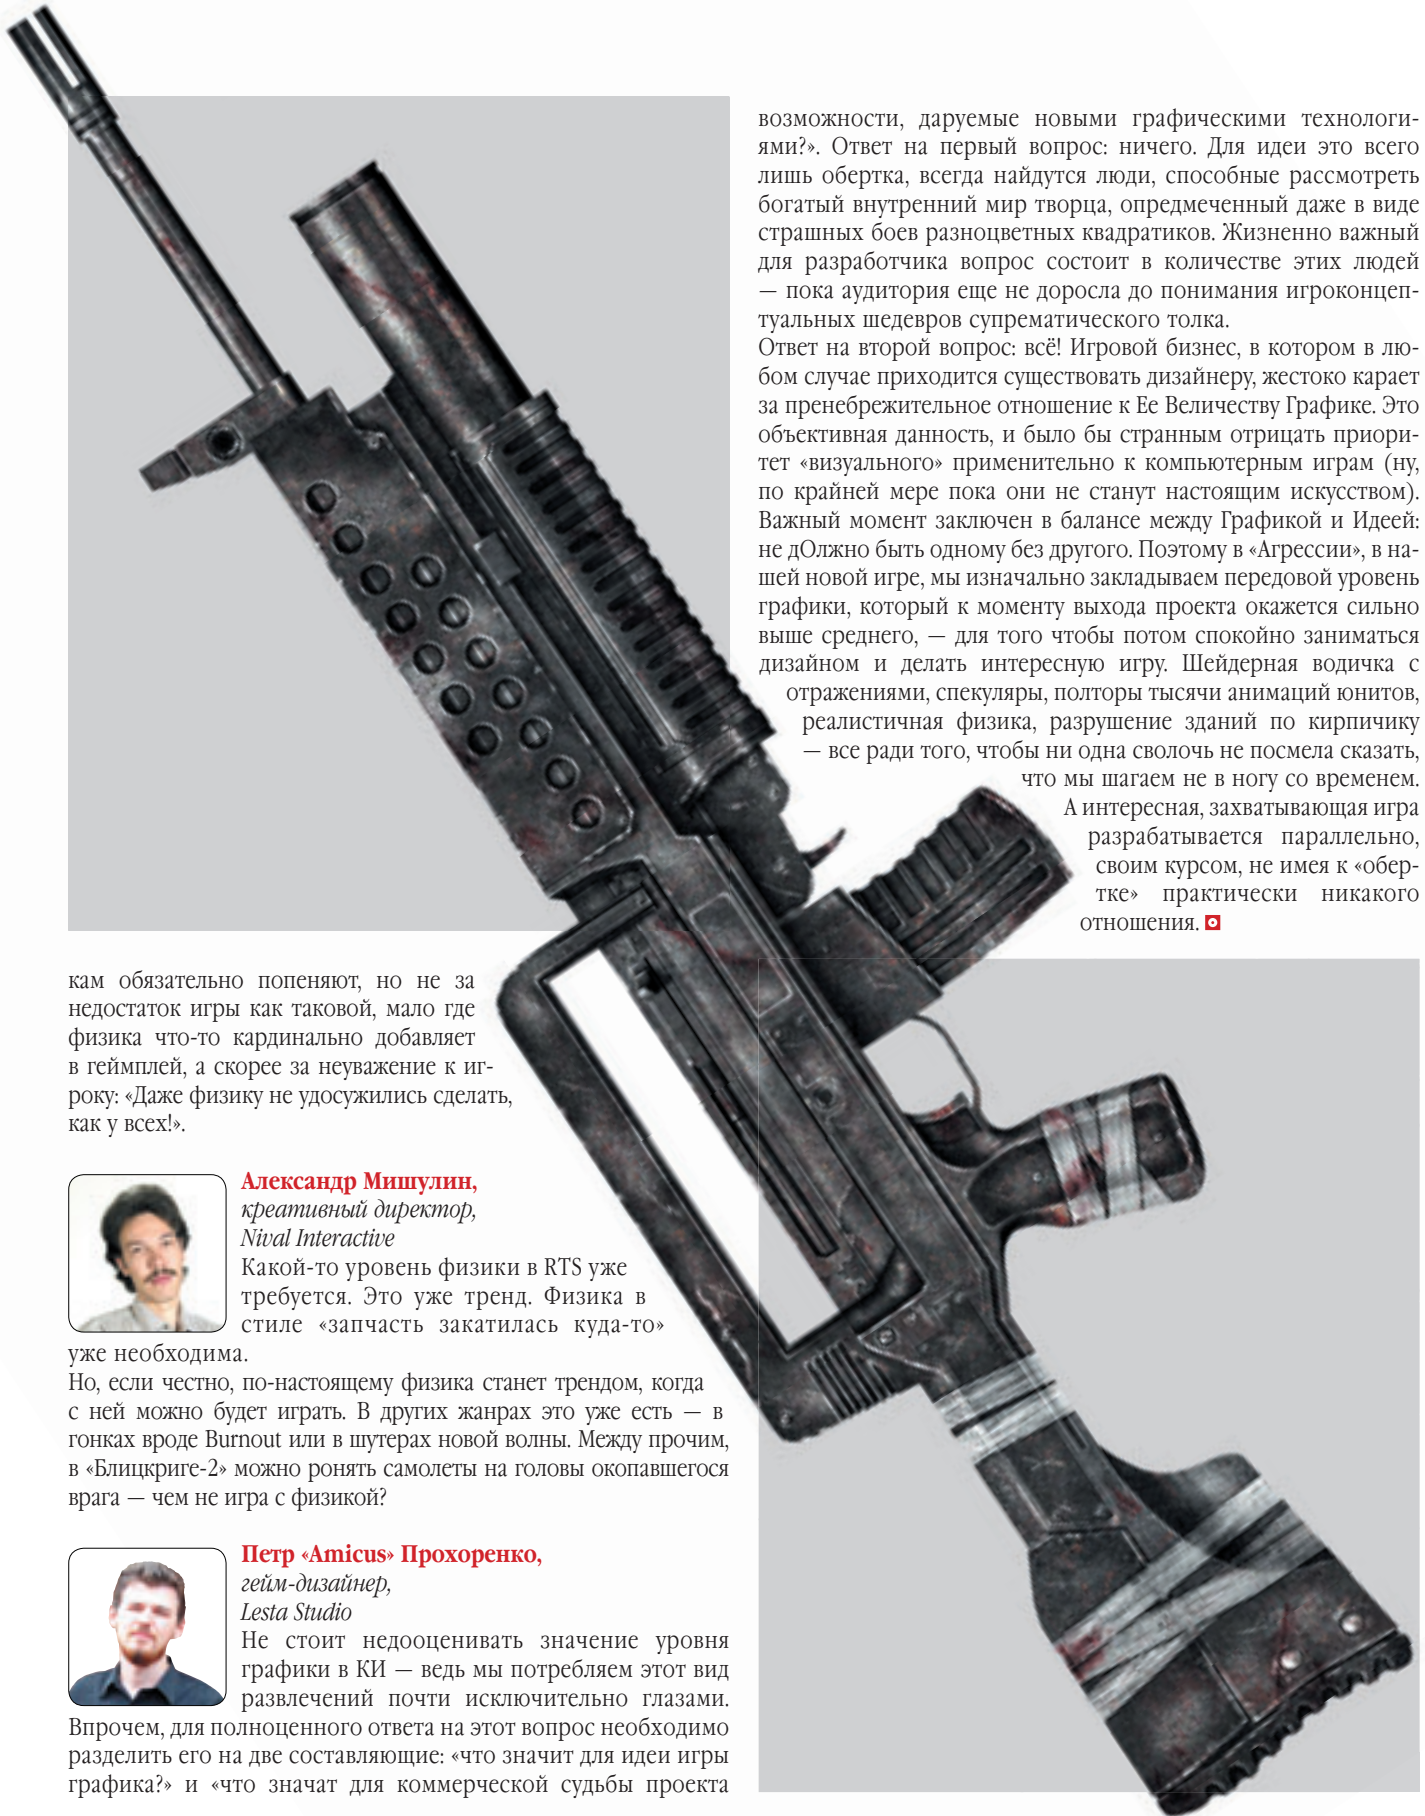 кам обязательно попеняют, но не за
недостаток игры как таковой, мало где
физика что-то кардинально добавляет
в геймплей, а скорее за неуважение к иг-
року: «Даже физику не удосужились сделать,
как у всех!».
Александр Мишулин,
креативный директор,
Nival Interactive
Какой-то уровень физики в RTS уже
требуется. Это уже тренд. Физика в
стиле «запчасть закатилась куда-то»
уже необходима.
Но, если честно, по-настоящему физика станет трендом, когда
с ней можно будет играть. В других жанрах это уже есть — в
гонках вроде Burnout или в шутерах новой волны. Между прочим,
в «Блицкриге-2» можно ронять самолеты на головы окопавшегося
врага — чем не игра с физикой?
Петр «Amicus» Прохоренко,
гейм-дизайнер,
Lesta Studio
Не стоит недооценивать значение уровня
графики в КИ — ведь мы потребляем этот вид
развлечений почти исключительно глазами.
Впрочем, для полноценного ответа на этот вопрос необходимо
разделить его на две составляющие: «что значит для идеи игры
графика?» и «что значат для коммерческой судьбы проекта
возможности, даруемые новыми графическими технологи-
ями?». Ответ на первый вопрос: ничего. Для идеи это всего
лишь обертка, всегда найдутся люди, способные рассмотреть
богатый внутренний мир творца, опредмеченный даже в виде
страшных боев разноцветных квадратиков. Жизненно важный
для разработчика вопрос состоит в количестве этих людей
— пока аудитория еще не доросла до понимания игроконцеп-
туальных шедевров супрематического толка.
Ответ на второй вопрос: всё! Игровой бизнес, в котором в лю-
бом случае приходится существовать дизайнеру, жестоко карает
за пренебрежительное отношение к Ее Величеству Графике. Это
объективная данность, и было бы странным отрицать приори-
тет «визуального» применительно к компьютерным играм (ну,
по крайней мере пока они не станут настоящим искусством).
Важный момент заключен в балансе между Графикой и Идеей:
не дОлжно быть одному без другого. Поэтому в «Агрессии», в на-
шей новой игре, мы изначально закладываем передовой уровень
графики, который к моменту выхода проекта окажется сильно
выше среднего, — для того чтобы потом спокойно заниматься
дизайном и делать интересную игру. Шейдерная водичка с
отражениями, спекуляры, полторы тысячи анимаций юнитов,
реалистичная физика, разрушение зданий по кирпичику
— все ради того, чтобы ни одна сволочь не посмела сказать,
что мы шагаем не в ногу со временем.
А интересная, захватывающая игра
разрабатывается параллельно,
своим курсом, не имея к «обер-
тке» практически никакого
отношения.